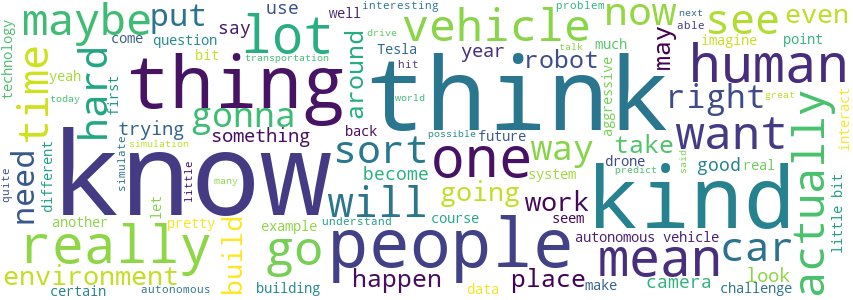 maybe
put
say
use
well
interesting
problem
technology
come
question
lot
vehicle
now
see
even
next
able
imagine
point
yeah
bit
Tesla
drive
talk
much
transportation
hit
time
hard
today
first
thing
around
year
robot
may
human
think
world
aggressive
gonna
trying
something
back
possible
future
right
want
actually
great
interact
quite
need
different
simulate
simulation
little
many
know
sort
one
way
take
become
going
drone
system
predict
said
good
real
kind
another
let
pretty
will
work
course
seem
understand
example
really
build
go
people
mean
car
little bit
autonomous vehicle
environment
happen
place
camera
look
certain
autonomous
building
data
make
challenge